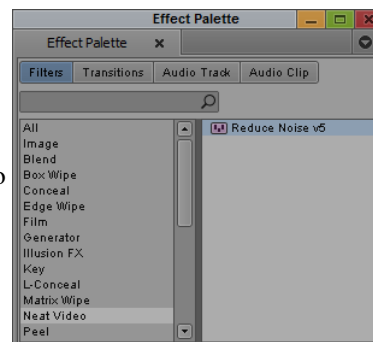 Effect Palette
Effect Palette x
Filters Transitions Audio Track Audio Clip
All
Image
Blend
Box Wipe
Conceal
Edge Wipe
Film
Generator
Illusion FX
Key
L-Conceal
Matrix Wipe
Neat Video
Peel
Reduce Noise v5
o